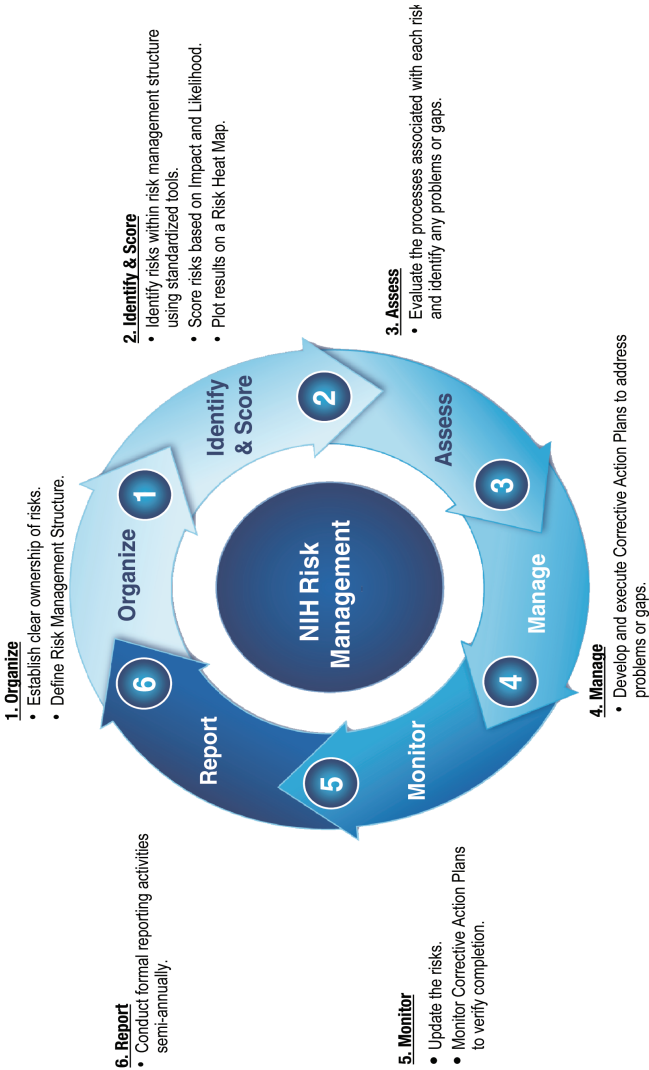 1. Organize
• Establish clear ownership of risks.
• Define Risk Management Structure.
2. Identify & Score
• Identify risks within risk management structure
using standardized tools.
• Score risks based on Impact and Likelihood.
• Plot results on a Risk Heat Map.
3. Assess
• Evaluate the processes associated with each risk
and identify any problems or gaps.
4. Manage
• Develop and execute Corrective Action Plans to address
problems or gaps.
5. Monitor
• Update the risks.
• Monitor Corrective Action Plans
to verify completion.
6. Report
• Conduct formal reporting activities
semi-annually.
NIH Risk
Management
Organize
1
Identify
& Score
2
Assess
3
Manage
4
Monitor
5
Report
6